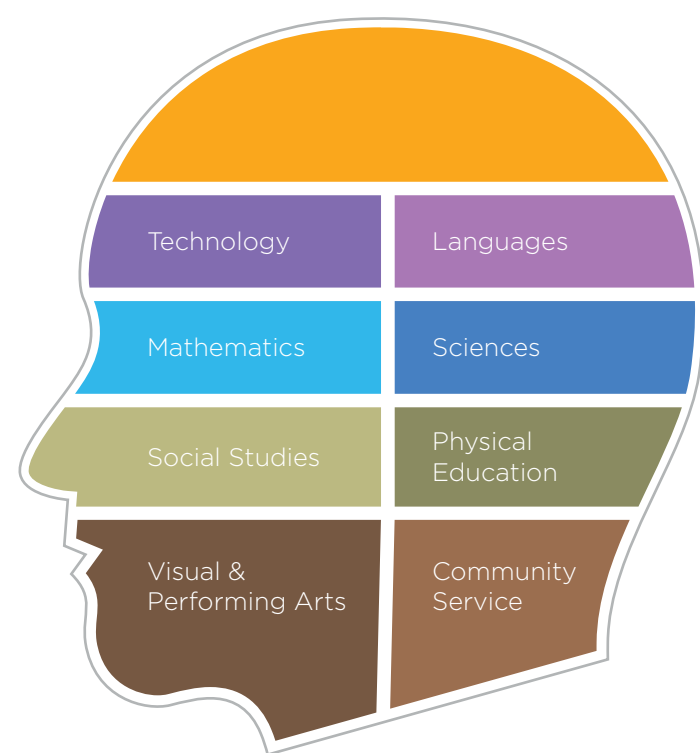 Technology
Languages
Mathematics
Sciences
Social Studies
Physical
Education
Visual &
Performing Arts
Community
Service